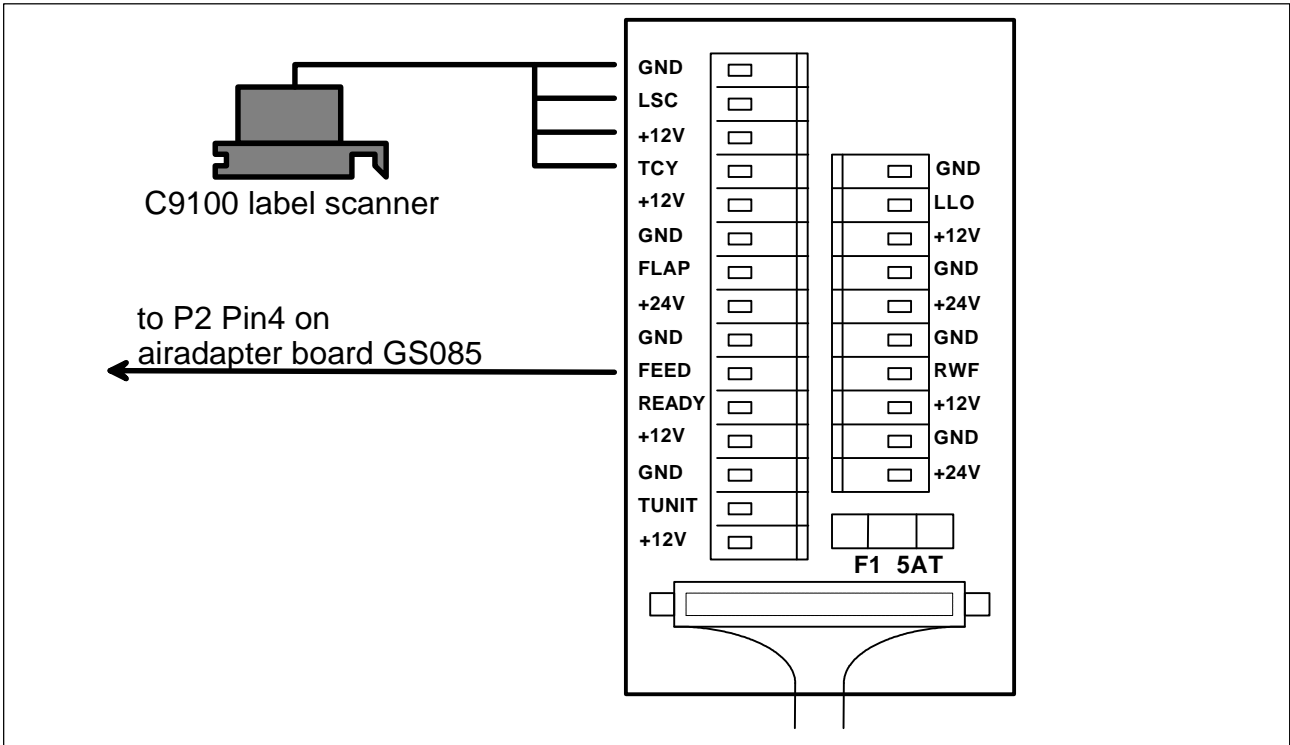 C9100 label scanner
to P2 Pin4 on
airadapter board GS085
GND
LSC
+12V
TCY
+12V
GND
FLAP
+24V
GND
FEED
READY
+12V
GND
TUNIT
+12V
GND
LLO
+12V
GND
+24V
GND
RWF
+12V
GND
+24V
F1 5AT